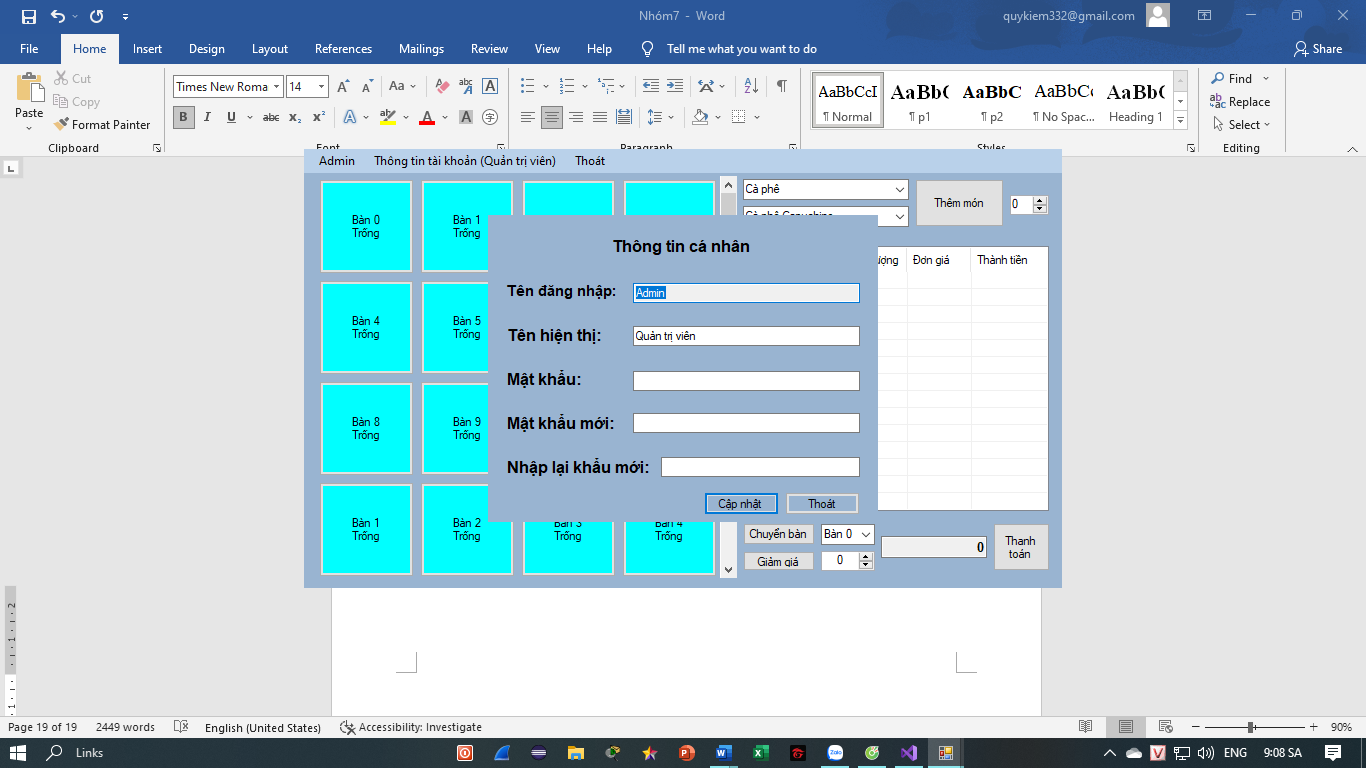 Nhóm7 - Word
quykiem332@gmail.com
File Home Insert Design Layout References Mailings Review View Help Tell me what you want to do Share
Paste
Cut
Copy
Format Painter
Clipboard
Times New Roma 14
Font
Paragraph
AaBbCcI AaBbC AaBbC AaBbCc AaBbC
¶ Normal ¶ p1 ¶ p2 ¶ No Spac... Heading 1
Styles
Find
Replace
Select
Editing
Admin Thông tin tài khoản (Quản trị viên) Thoát
Bàn 0
Trống
Bàn 1
Bàn 4
Trống
Bàn 5
Trống
Bàn 8
Trống
Bàn 9
Trống
Bàn 1
Trống
Bàn 2
Trống
Bàn 3
Trống
Bàn 4
Trống
Cà phê
Thêm món
0
Đơn giá Thành tiền
Thông tin cá nhân
Tên đăng nhập: Admin
Tên hiện thị: Quản trị viên
Mật khẩu:
Mật khẩu mới:
Nhập lại khẩu mới:
Cập nhật Thoát
Chuyển bàn Bàn 0
Giảm giá 0
0
Thanh
toán
Page 19 of 19 2449 words English (United States) Accessibility: Investigate 90%
Links
ENG 9:08 SA